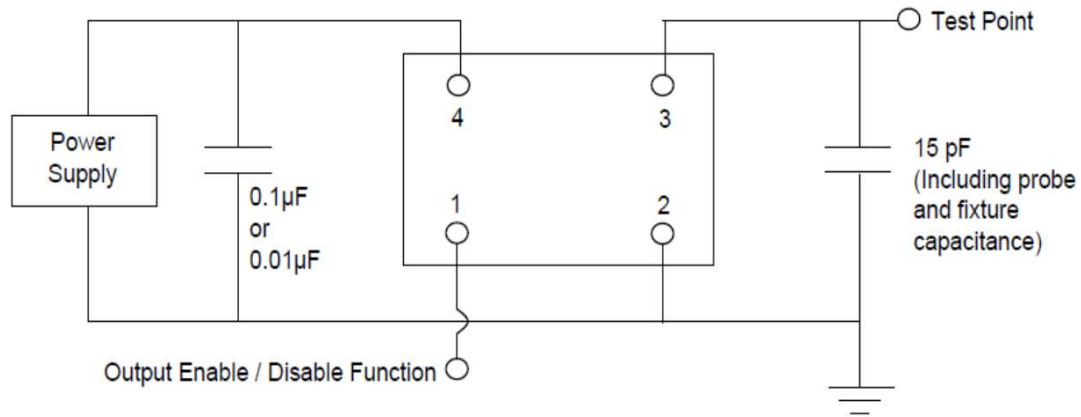 Test Point
4
3
Power
Supply
15 pF
(Including probe
and fixture
capacitance)
0.1µF
or
0.01µF
1
2
Output Enable / Disable Function